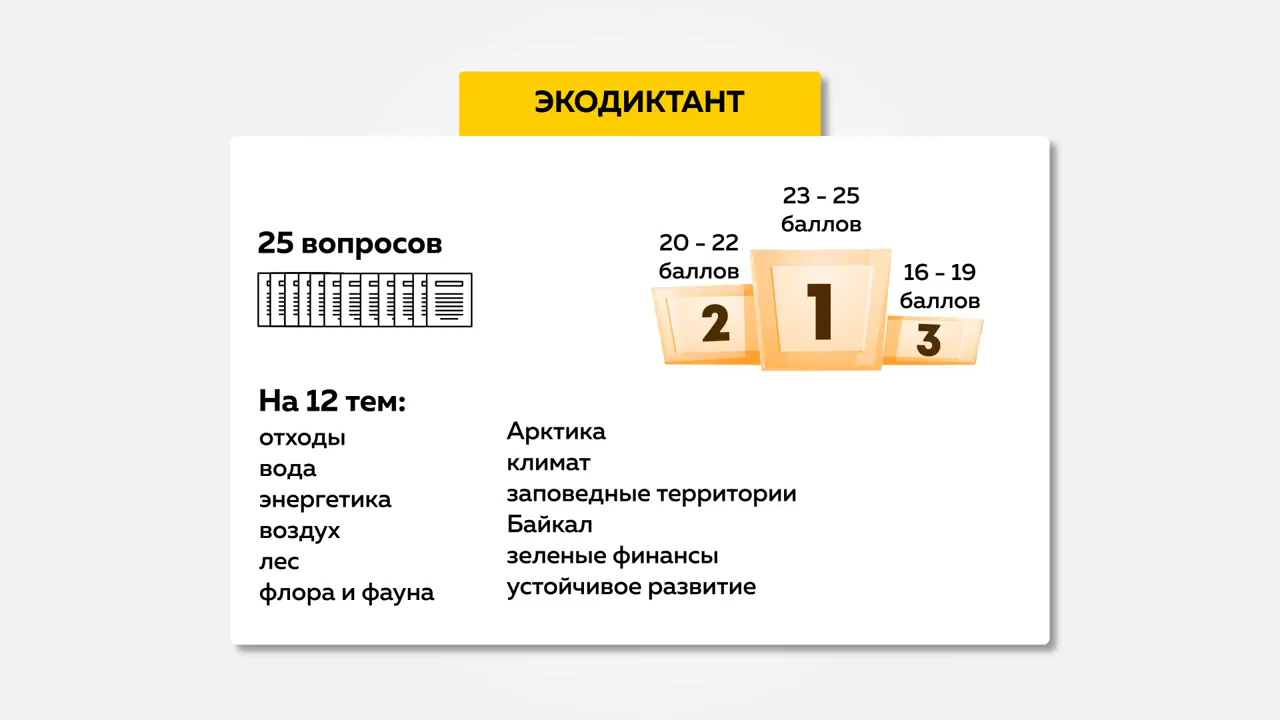 ЭКОДИКТАНТ
25 вопросов
23 - 25
баллов
20 - 22
баллов
16 - 19
баллов
2
1
3
На 12 тем:
отходы
вода
энергетика
воздух
лес
флора и фауна
Арктика
климат
заповедные территории
Байкал
зеленые финансы
устойчивое развитие